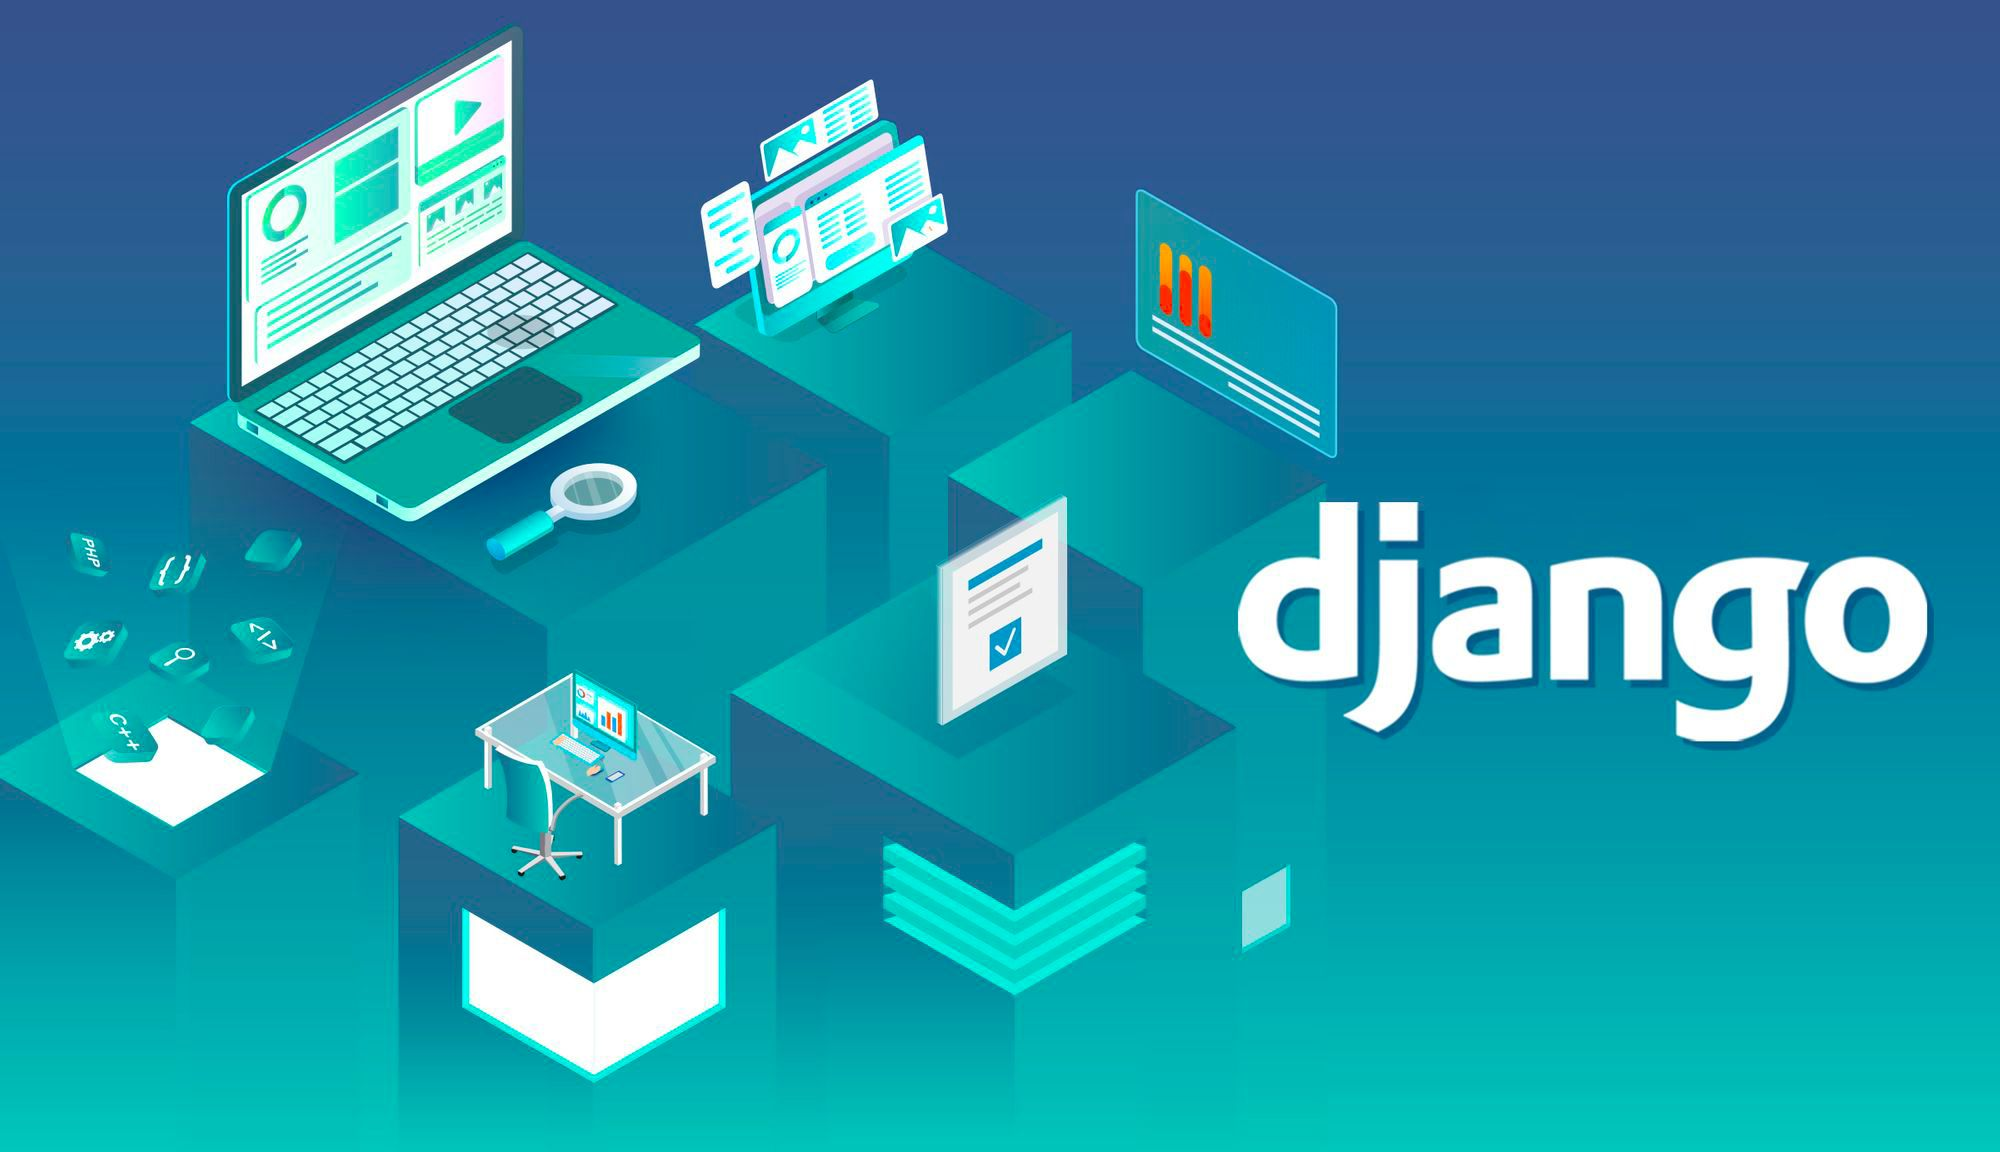 PHP
{}
</>
C++
django